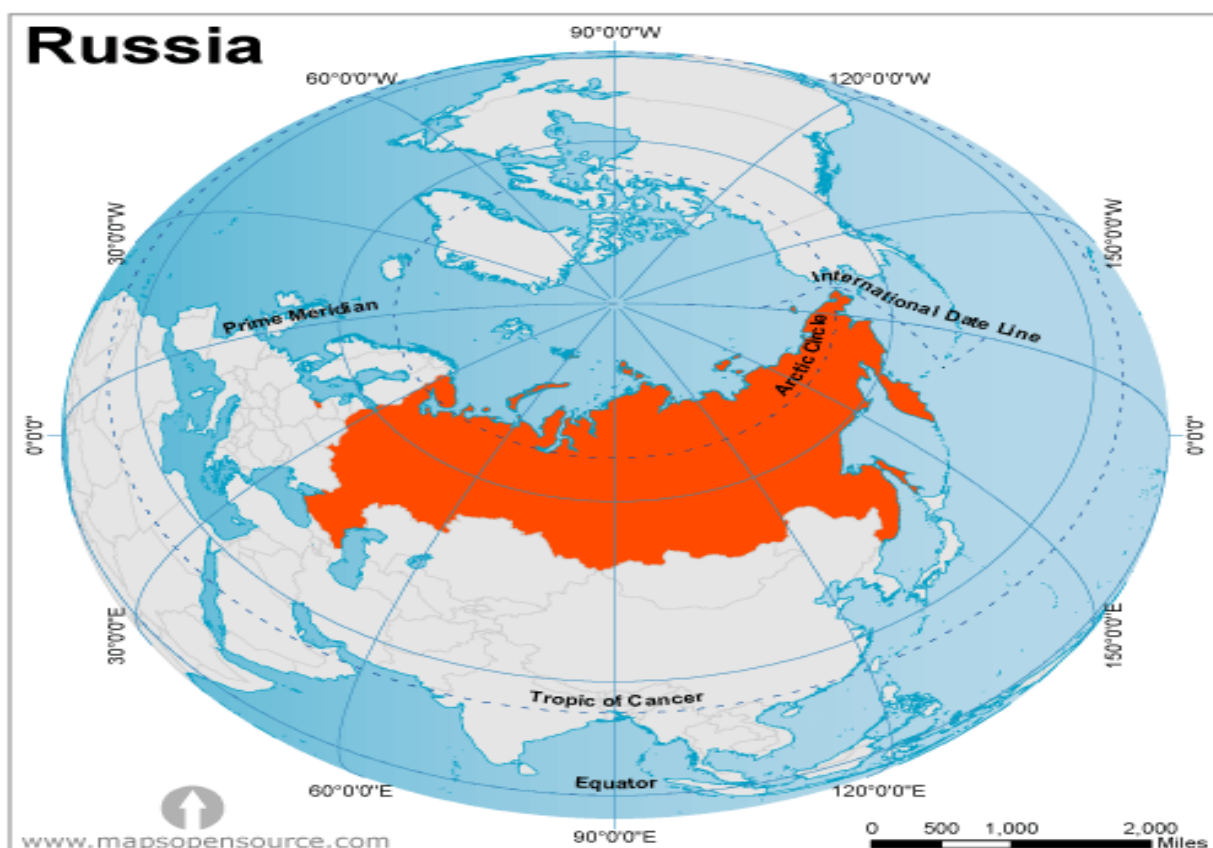 Russia
90°0'0"W
60°0'0"W
120°0'0"W
30°0'0"W
150°0'0"W
International Date Line
Prime Meridian
Arctic Circle
0°0'0"
0°0'0"
30°0'0"E
150°0'0"E
Tropic of Cancer
Equator
60°0'0"E
120°0'0"E
90°0'0"E
0 500 1,000 2,000
Miles
www.mapsopensource.com